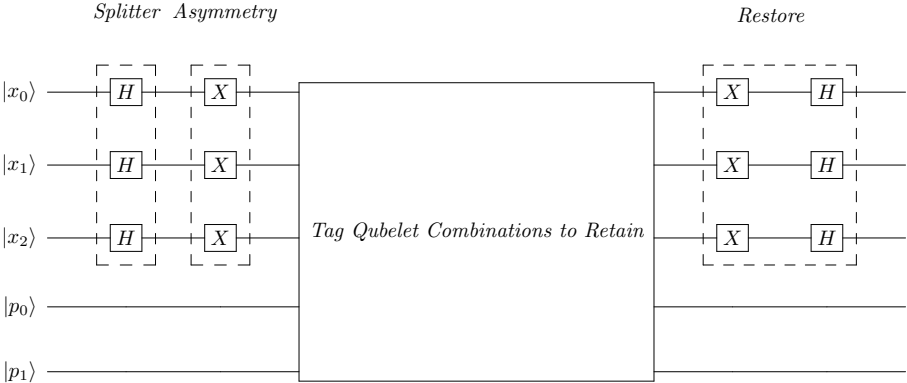 Splitter Asymmetry Restore
|x₀⟩ H X X H
|x₁⟩ H X X H
Tag Qubelet Combinations to Retain
|x₂⟩ H X X H
|p₀⟩
|p₁⟩